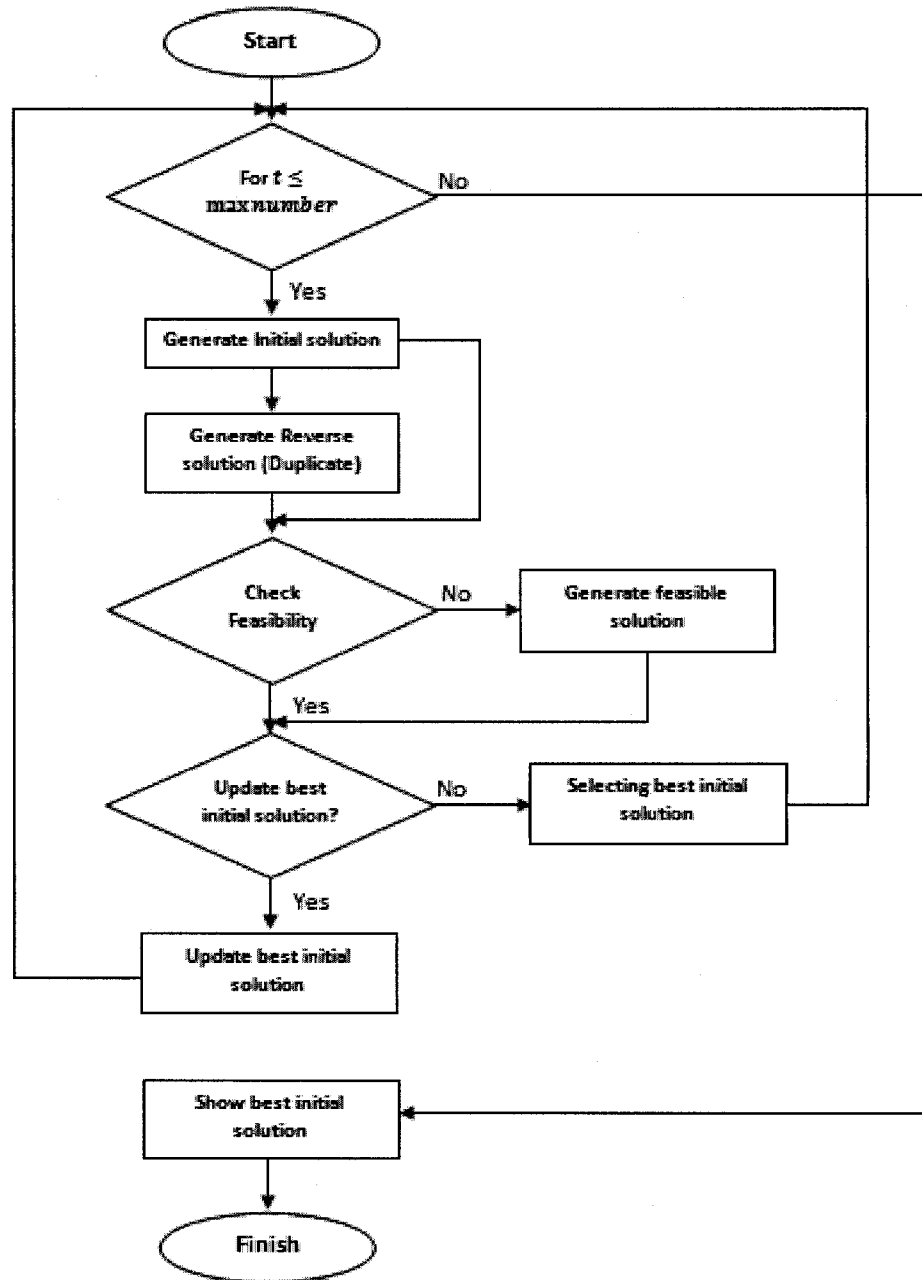 Start
For t ≤
maxnumber
No
Yes
Generate Initial solution
Generate Reverse
solution (Duplicate)
Check
Feasibility
No
Generate feasible
solution
Yes
Update best
initial solution?
No
Selecting best initial
solution
Yes
Update best initial
solution
Show best initial
solution
Finish